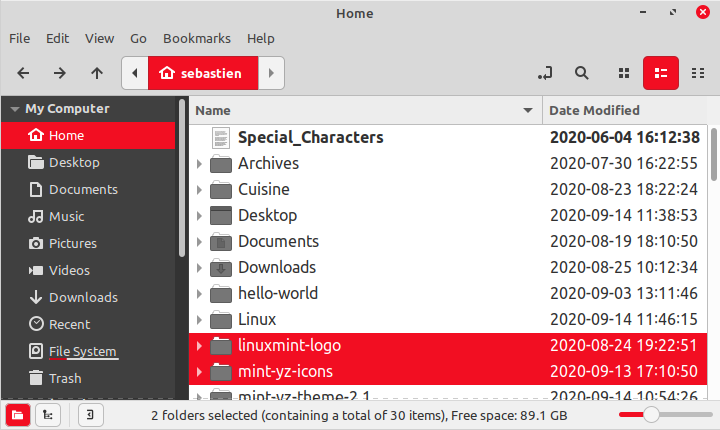 Home
File Edit View Go Bookmarks Help
sebastien
My Computer
Home
Desktop
Documents
Music
Pictures
Videos
Downloads
Recent
File System
Trash
Name Date Modified
Special_Characters 2020-06-04 16:12:38
Archives 2020-07-30 16:22:55
Cuisine 2020-08-23 18:22:24
Desktop 2020-09-14 11:38:53
Documents 2020-08-19 18:10:50
Downloads 2020-08-25 10:12:34
hello-world 2020-09-03 13:11:46
Linux 2020-09-14 11:46:15
linuxmint-logo 2020-08-24 19:22:51
mint-yz-icons 2020-09-13 17:10:50
mint-yz-theme-2.1 2020-09-14 10:54:26
2 folders selected (containing a total of 30 items), Free space: 89.1 GB